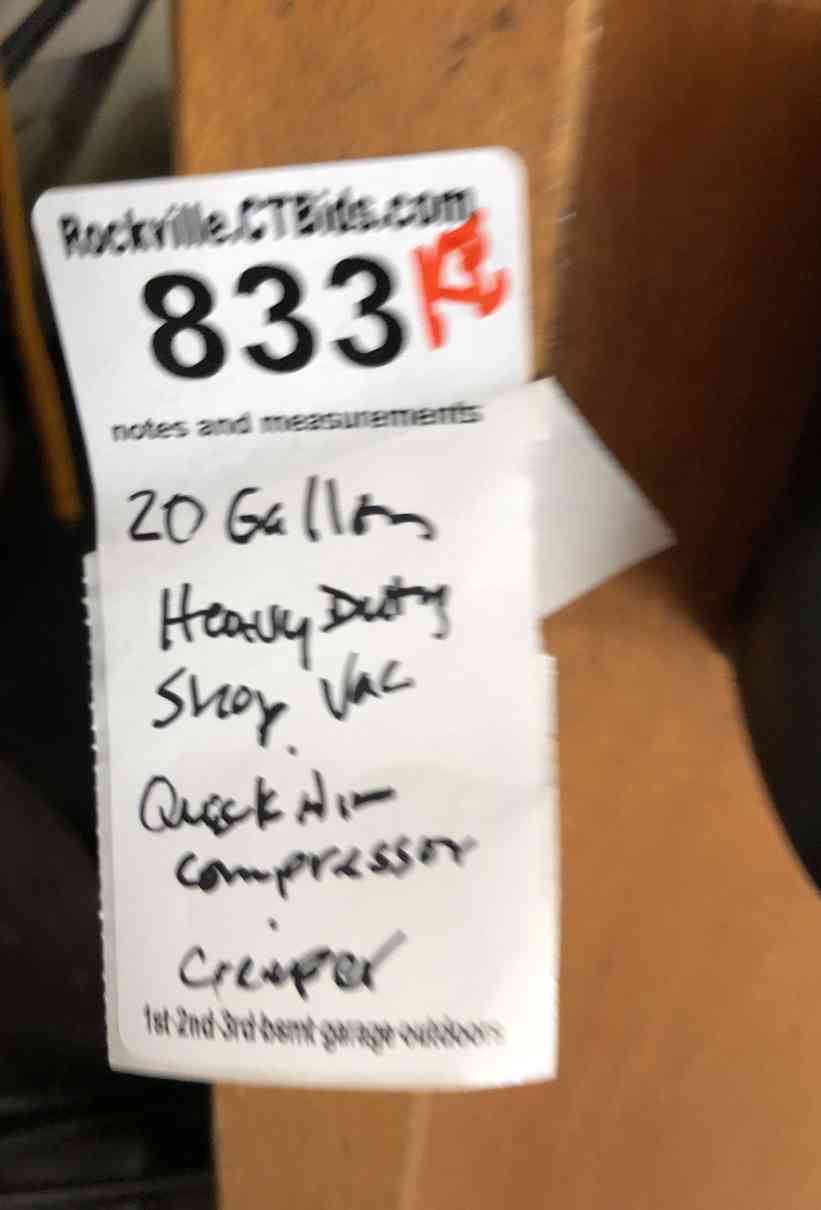 Rockville.CTBids.com
833
notes and measurements
20 Gallon
Heavy Duty
Shop Vac
Quick Air
compressor
Creeper
1st-2nd-3rd-bsmt-garage-outdoors